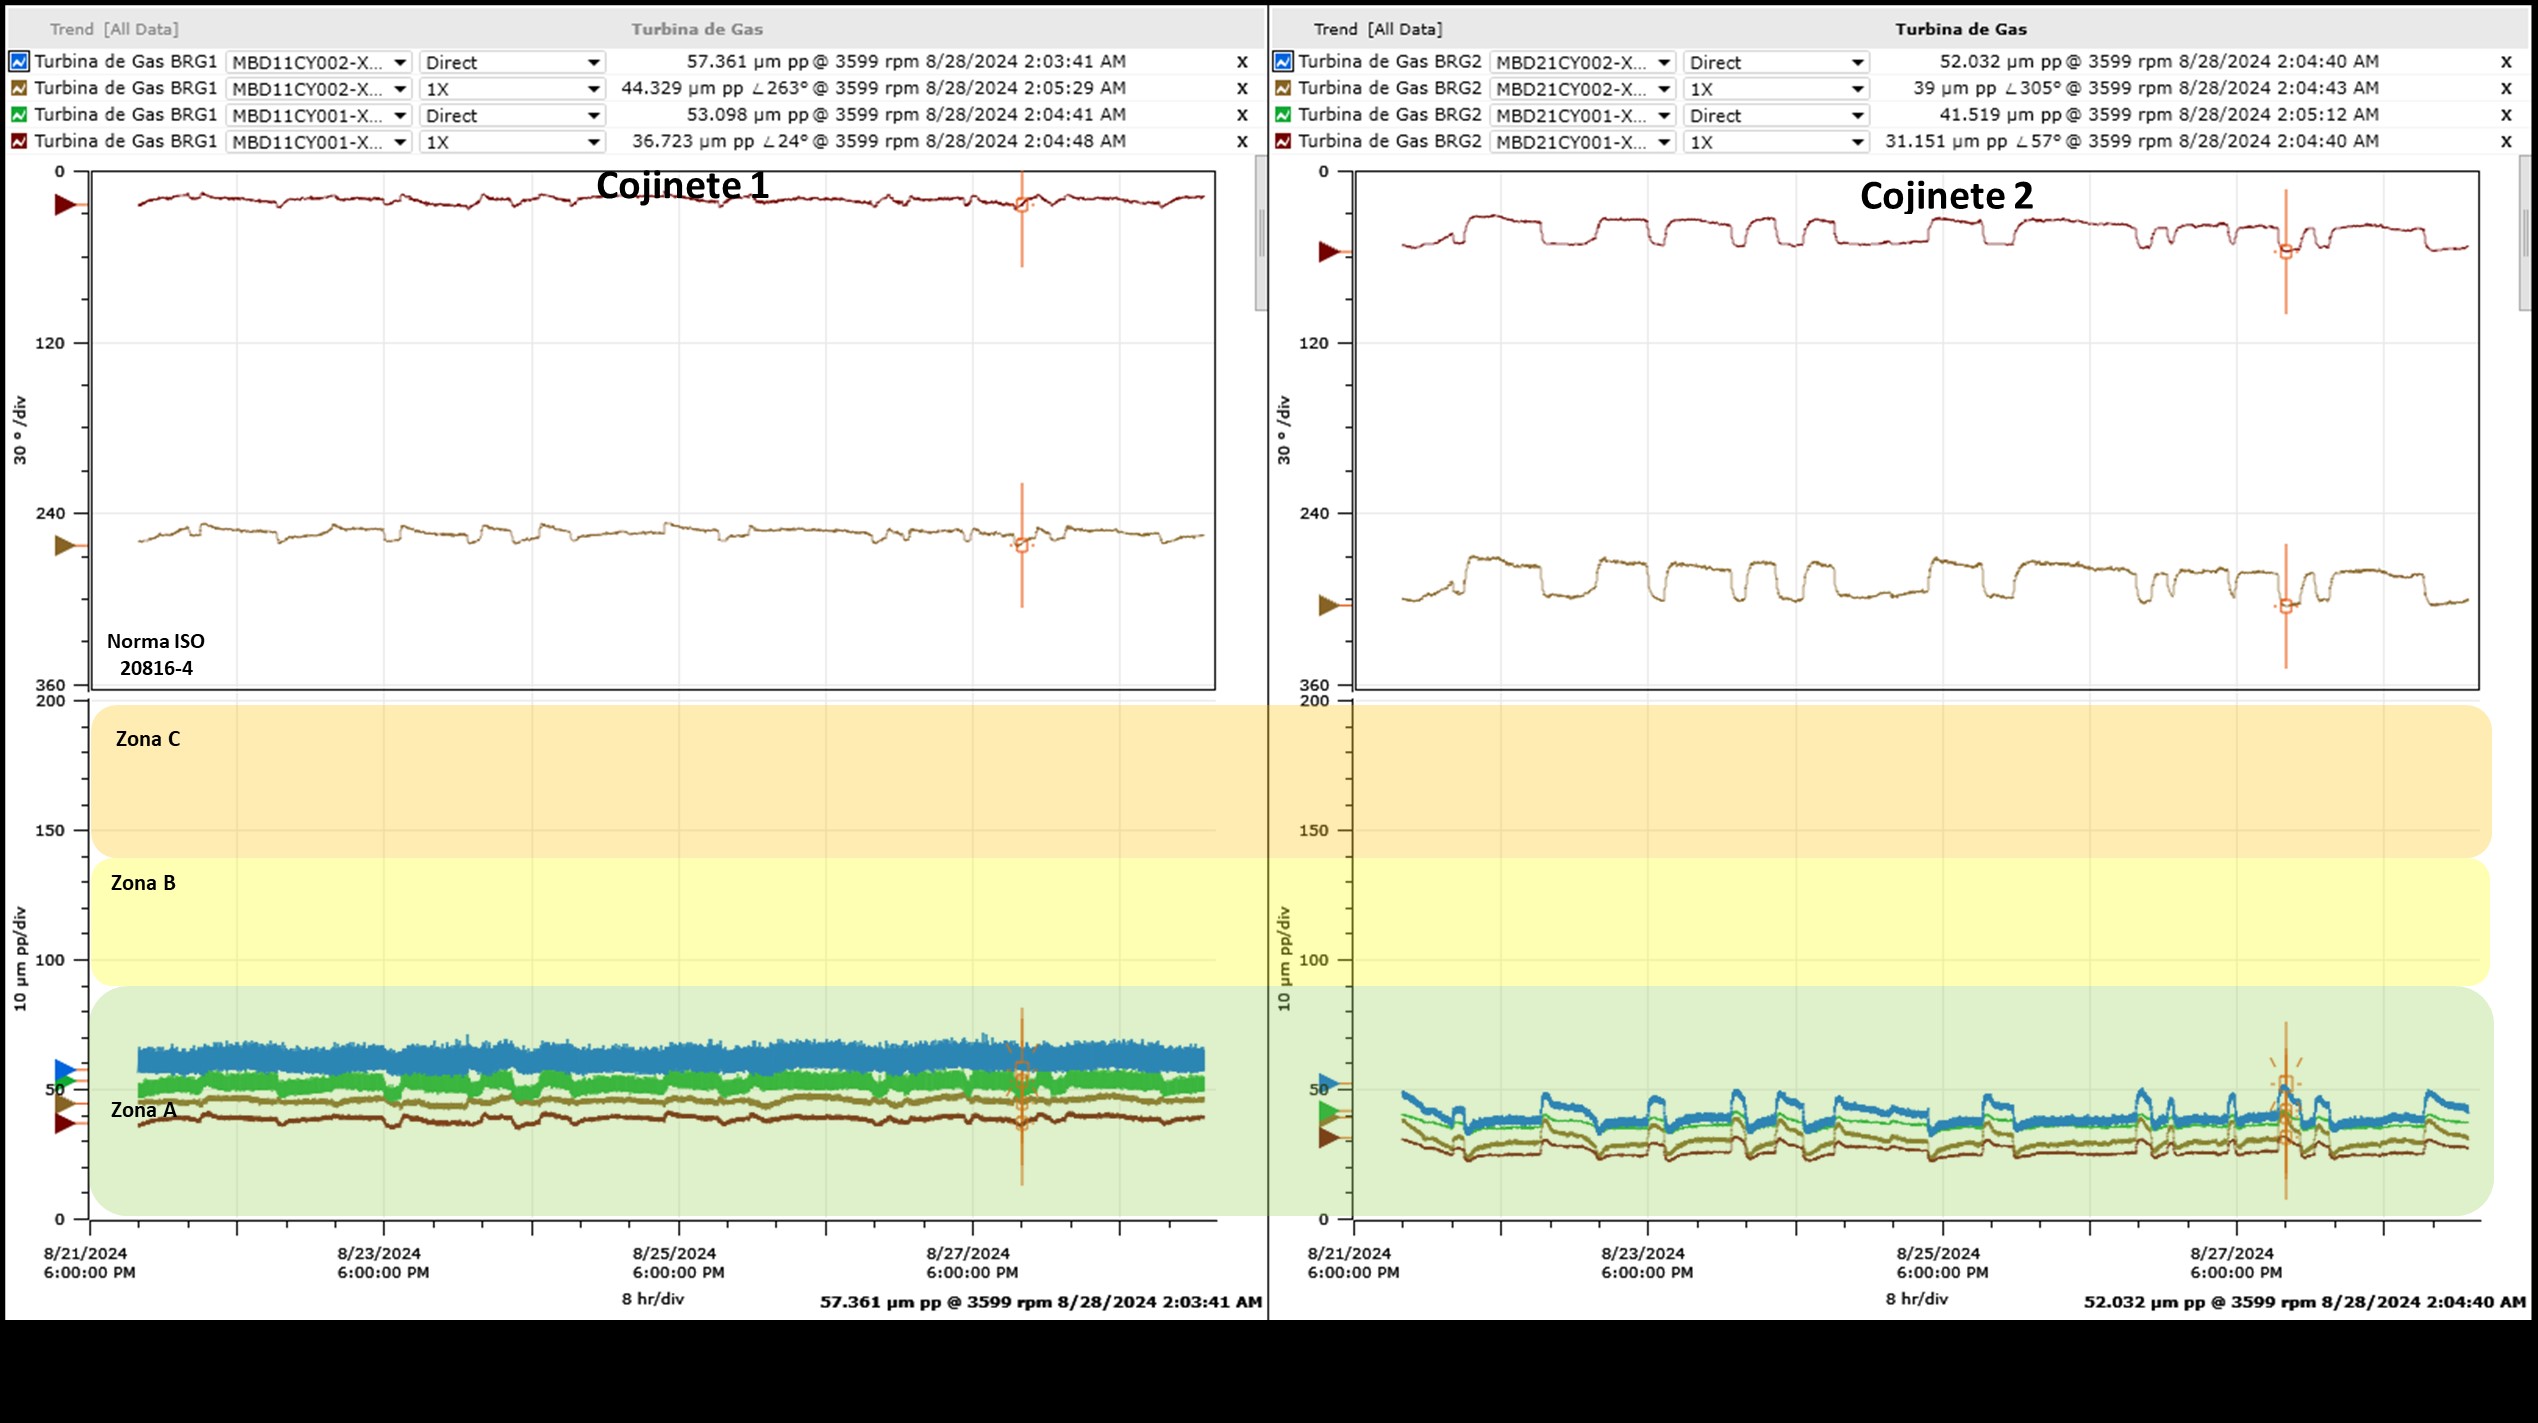 Trend [All Data] Turbina de Gas
Turbina de Gas BRG1 MBD11CY002-X... Direct 57.361 µm pp@ 3599 rpm 8/28/2024 2:03:41 AM X
Turbina de Gas BRG1 MBD11CY002-X... 1X 44.329 µm pp ∠263°@ 3599 rpm 8/28/2024 2:05:29 AM X
Turbina de Gas BRG1 MBD11CY001-X... Direct 53.098 µm pp@ 3599 rpm 8/28/2024 2:04:41 AM X
Turbina de Gas BRG1 MBD11CY001-X... 1X 36.723 µm pp ∠24°@ 3599 rpm 8/28/2024 2:04:48 AM X
Cojinete 1
0
120
240
360
30 ° /div
Norma ISO
20816-4
200
150
100
50
0
10 µm pp/div
Zona C
Zona B
Zona A
8/21/2024 8/23/2024 8/25/2024 8/27/2024
6:00:00 PM 6:00:00 PM 6:00:00 PM 6:00:00 PM
8 hr/div 57.361 µm pp @ 3599 rpm 8/28/2024 2:03:41 AM
Trend [All Data] Turbina de Gas
Turbina de Gas BRG2 MBD21CY002-X... Direct 52.032 µm pp@ 3599 rpm 8/28/2024 2:04:40 AM X
Turbina de Gas BRG2 MBD21CY002-X... 1X 39 µm pp ∠305°@ 3599 rpm 8/28/2024 2:04:43 AM X
Turbina de Gas BRG2 MBD21CY001-X... Direct 41.519 µm pp@ 3599 rpm 8/28/2024 2:05:12 AM X
Turbina de Gas BRG2 MBD21CY001-X... 1X 31.151 µm pp ∠57°@ 3599 rpm 8/28/2024 2:04:40 AM X
Cojinete 2
0
120
240
360
30 ° /div
200
150
100
50
0
10 µm pp/div
8/21/2024 8/23/2024 8/25/2024 8/27/2024
6:00:00 PM 6:00:00 PM 6:00:00 PM 6:00:00 PM
8 hr/div 52.032 µm pp @ 3599 rpm 8/28/2024 2:04:40 AM